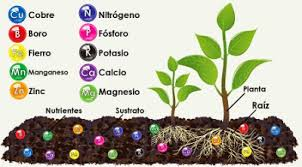 Cu Cobre
B Boro
Fe Fierro
Mn Manganeso
Zn Zinc
N Nitrógeno
P Fósforo
Potasio
Ca Calcio
Magnesio
Planta
Raíz
Nutrientes
Sustrato